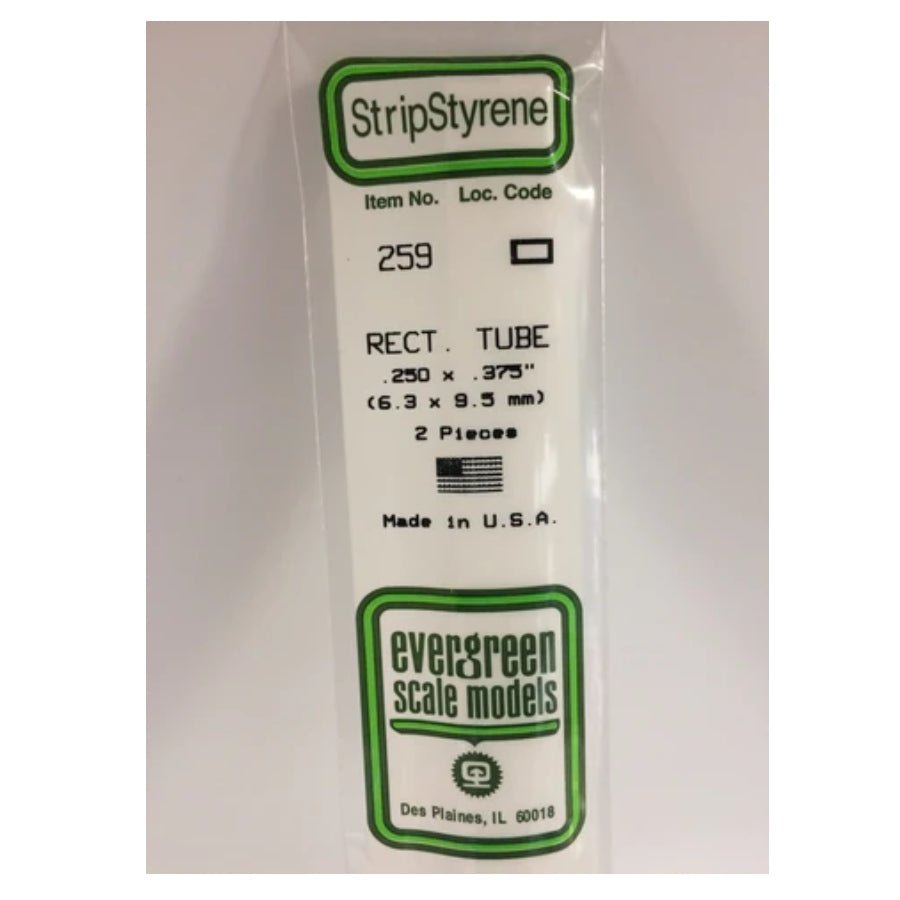 StripStyrene
Item No. Loc. Code
259
RECT. TUBE
.250 x .375"
(6.3 x 9.5 mm)
2 Pieces
Made in U.S.A.
evergreen
scale models
Des Plaines, IL 60018